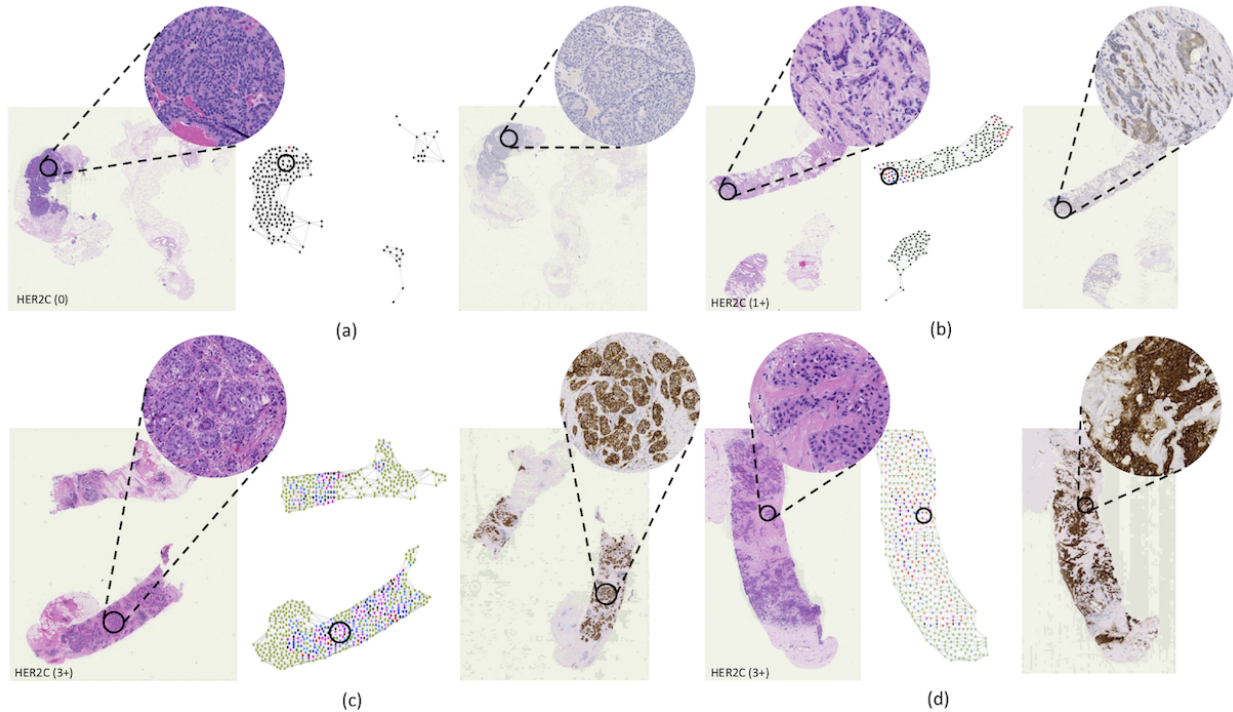 HER2C (0)
HER2C (1+)
(a)
(b)
HER2C (3+)
HER2C (3+)
(c)
(d)